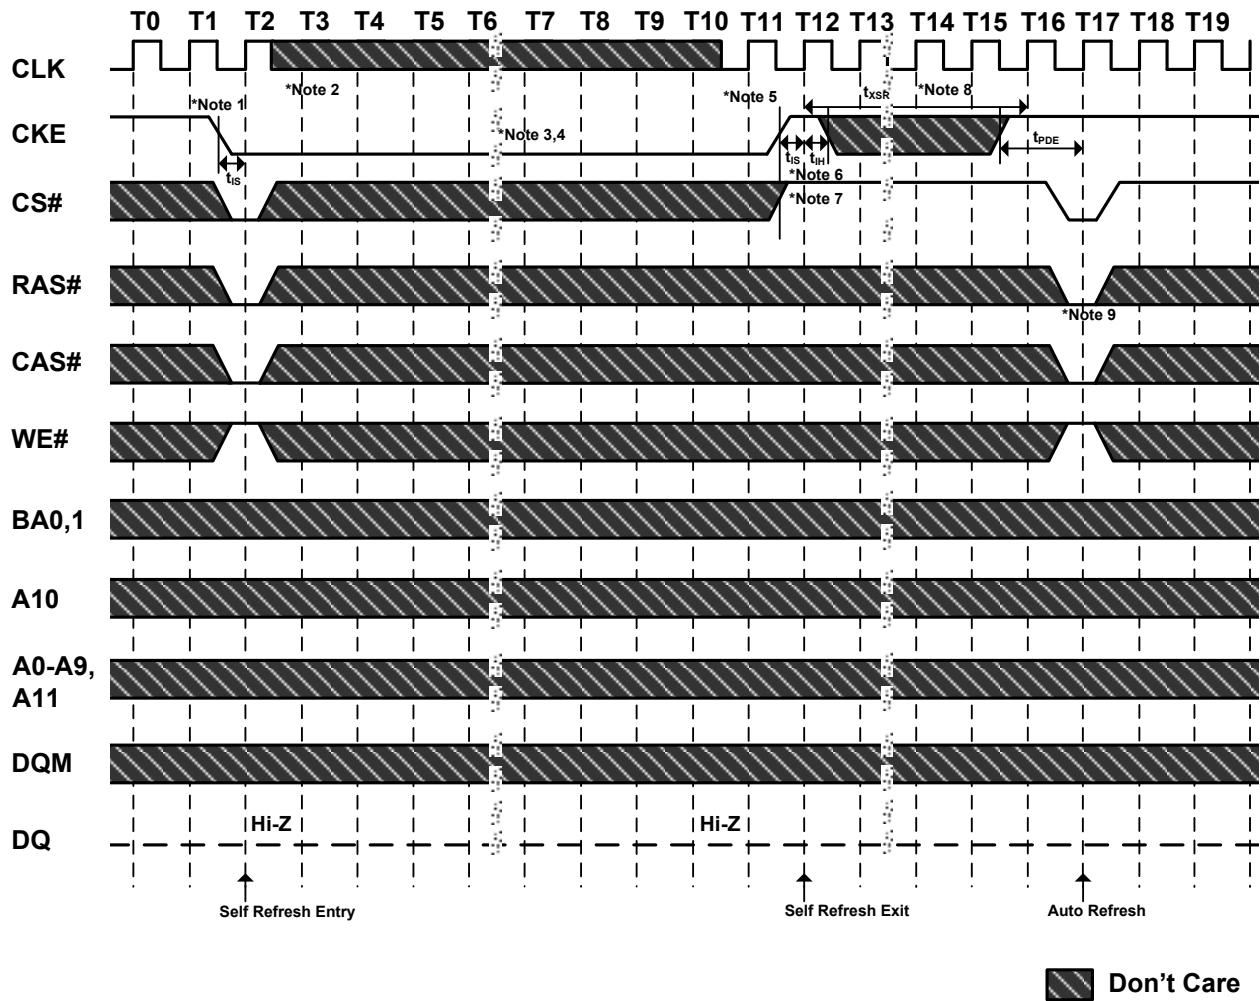 T0 T1 T2 T3 T4 T5 T6 T7 T8 T9 T10 T11 T12 T13 T14 T15 T16 T17 T18 T19
CLK
*Note 1 *Note 2 *Note 5 tXSR *Note 8
CKE
*Note 3,4 tPDE
tIS tIS tIH
*Note 6
CS#
*Note 7
RAS#
*Note 9
CAS#
WE#
BA0,1
A10
A0-A9,
A11
DQM
Hi-Z Hi-Z
DQ
Self Refresh Entry Self Refresh Exit Auto Refresh
Don't Care